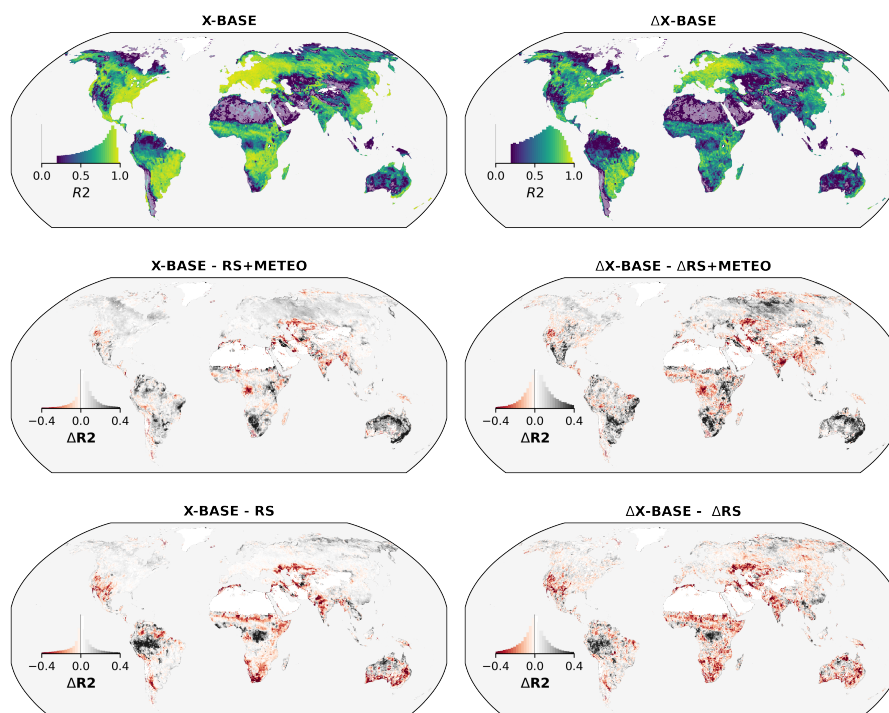 X-BASE
ΔX-BASE
0.0 0.5 1.0
R2
0.0 0.5 1.0
R2
X-BASE - RS+METEO
ΔX-BASE - ΔRS+METEO
−0.4 0.0 0.4
ΔR2
−0.4 0.0 0.4
ΔR2
X-BASE - RS
ΔX-BASE - ΔRS
−0.4 0.0 0.4
ΔR2
−0.4 0.0 0.4
ΔR2